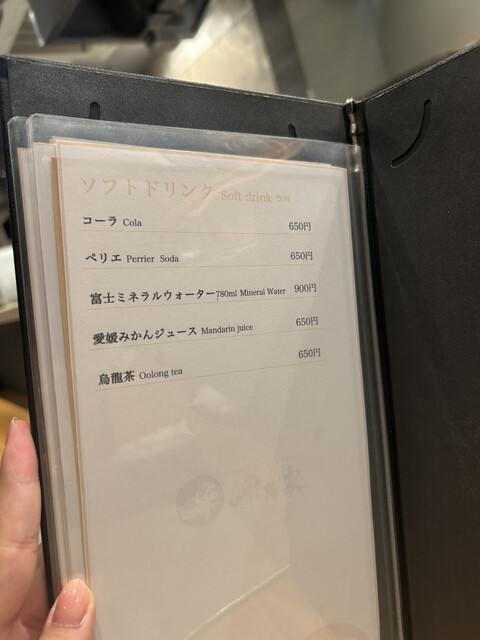 ソフトドリンク Soft drink 음료
コーラ Cola 650円
ペリエ Perrier Soda 650円
富士ミネラルウォーター780ml Mineral Water 900円
愛媛みかんジュース Mandarin juice 650円
烏龍茶 Oolong tea 650円